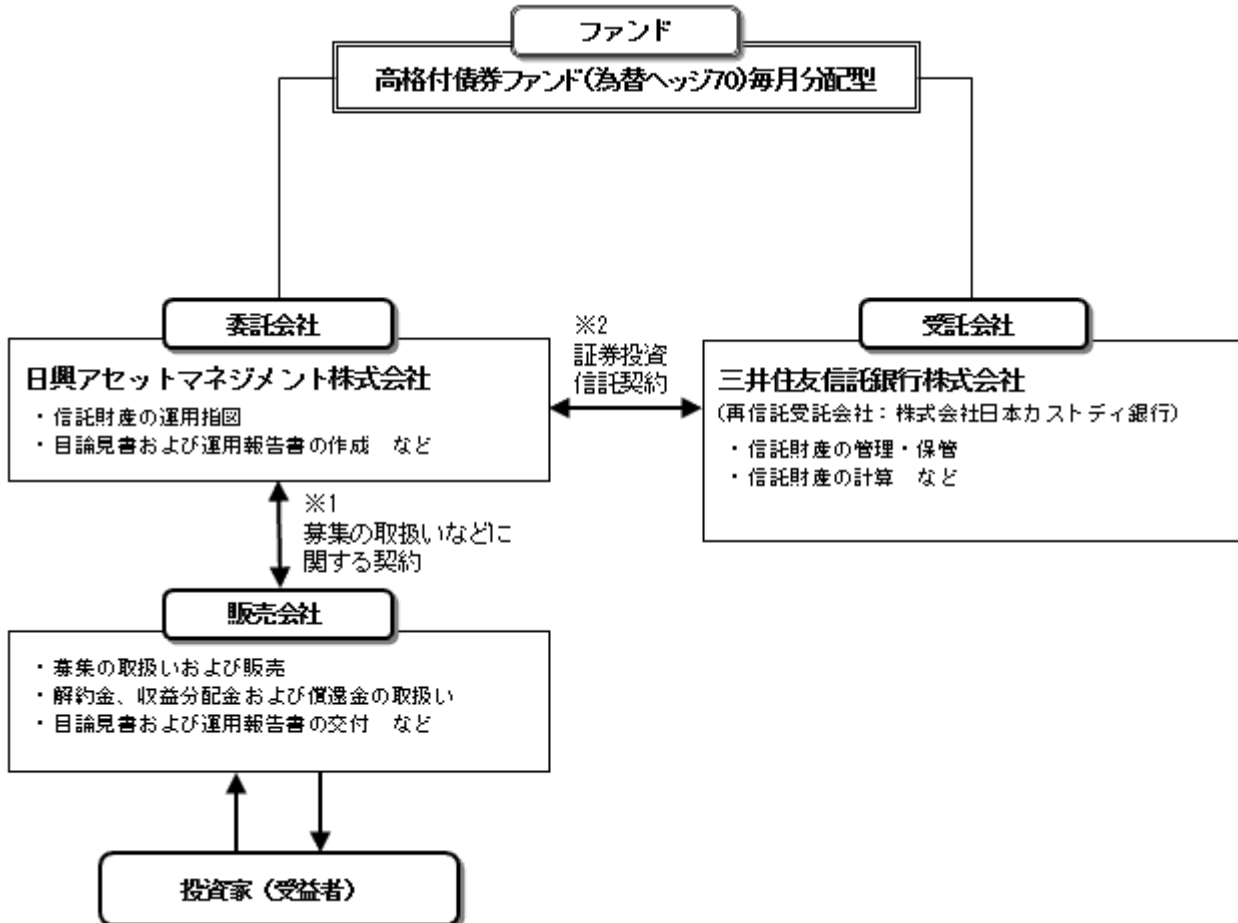 ファンド
高格付債券ファンド(為替ヘッジ70)毎月分配型
委託会社
日興アセットマネジメント株式会社
・信託財産の運用指図
・目論見書および運用報告書の作成　など
※2
証券投資
信託契約
受託会社
三井住友信託銀行株式会社
(再信託受託会社：株式会社日本カストディ銀行)
・信託財産の管理・保管
・信託財産の計算　など
※1
募集の取扱いなどに
関する契約
販売会社
・募集の取扱いおよび販売
・解約金、収益分配金および償還金の取扱い
・目論見書および運用報告書の交付　など
投資家（受益者）